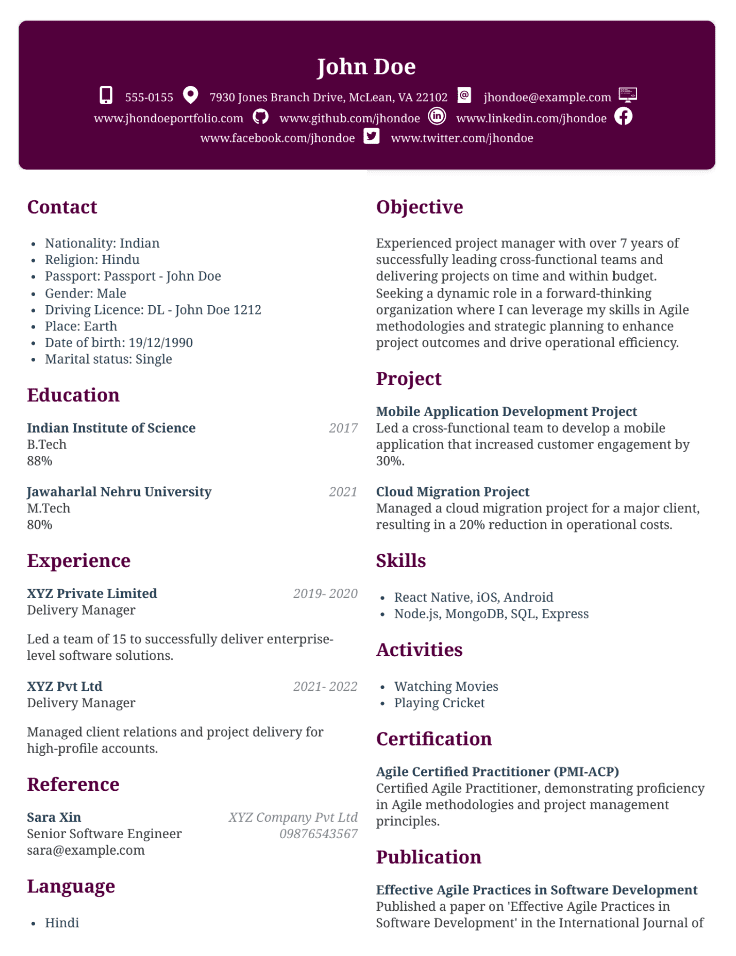 John Doe
555-0155 7930 Jones Branch Drive, McLean, VA 22102 jhondoe@example.com
www.jhondoeportfolio.com www.github.com/jhondoe www.linkedin.com/jhondoe
www.facebook.com/jhondoe www.twitter.com/jhondoe
Contact
• Nationality: Indian
• Religion: Hindu
• Passport: Passport - John Doe
• Gender: Male
• Driving Licence: DL - John Doe 1212
• Place: Earth
• Date of birth: 19/12/1990
• Marital status: Single
Education
Indian Institute of Science 2017
B.Tech
88%
Jawaharlal Nehru University 2021
M.Tech
80%
Experience
XYZ Private Limited 2019- 2020
Delivery Manager
Led a team of 15 to successfully deliver enterprise-
level software solutions.
XYZ Pvt Ltd 2021- 2022
Delivery Manager
Managed client relations and project delivery for
high-profile accounts.
Reference
Sara Xin XYZ Company Pvt Ltd
Senior Software Engineer 09876543567
sara@example.com
Language
• Hindi
Objective
Experienced project manager with over 7 years of
successfully leading cross-functional teams and
delivering projects on time and within budget.
Seeking a dynamic role in a forward-thinking
organization where I can leverage my skills in Agile
methodologies and strategic planning to enhance
project outcomes and drive operational efficiency.
Project
Mobile Application Development Project
Led a cross-functional team to develop a mobile
application that increased customer engagement by
30%.
Cloud Migration Project
Managed a cloud migration project for a major client,
resulting in a 20% reduction in operational costs.
Skills
• React Native, iOS, Android
• Node.js, MongoDB, SQL, Express
Activities
• Watching Movies
• Playing Cricket
Certification
Agile Certified Practitioner (PMI-ACP)
Certified Agile Practitioner, demonstrating proficiency
in Agile methodologies and project management
principles.
Publication
Effective Agile Practices in Software Development
Published a paper on 'Effective Agile Practices in
Software Development' in the International Journal of